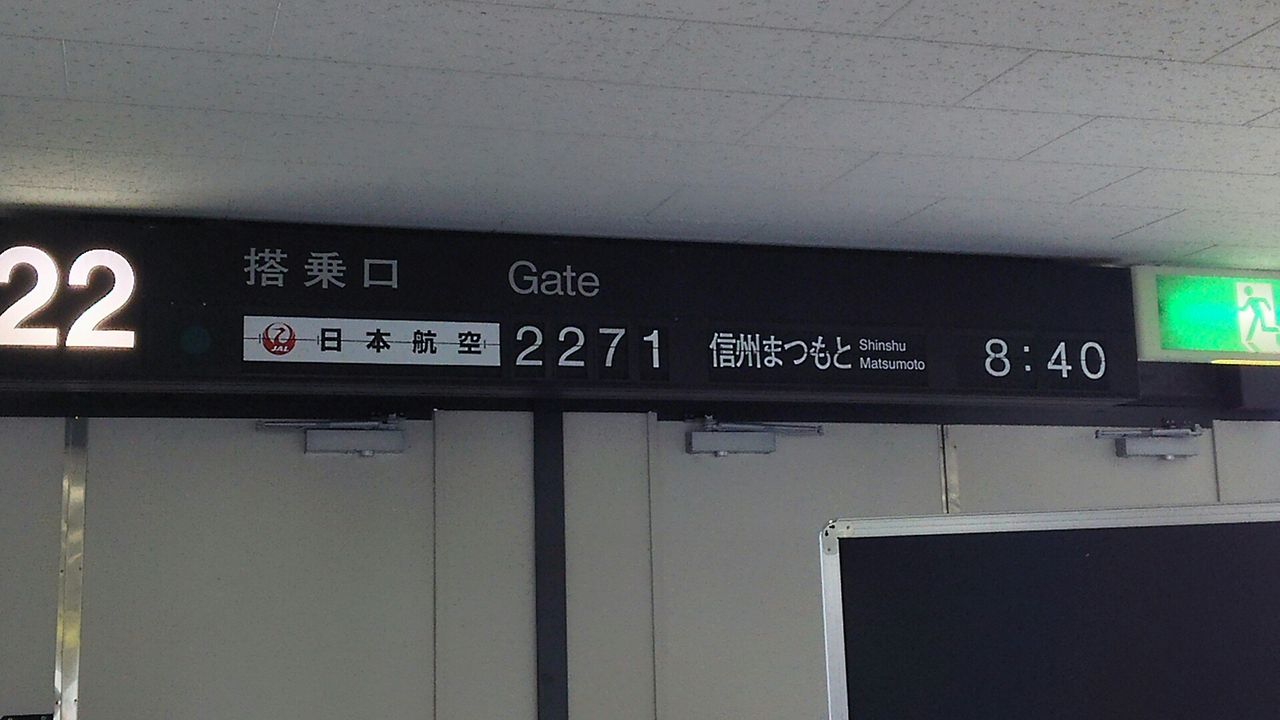 22 搭乗口 Gate
JAL 日本航空 2271 信州まつもと Shinshu Matsumoto 8:40